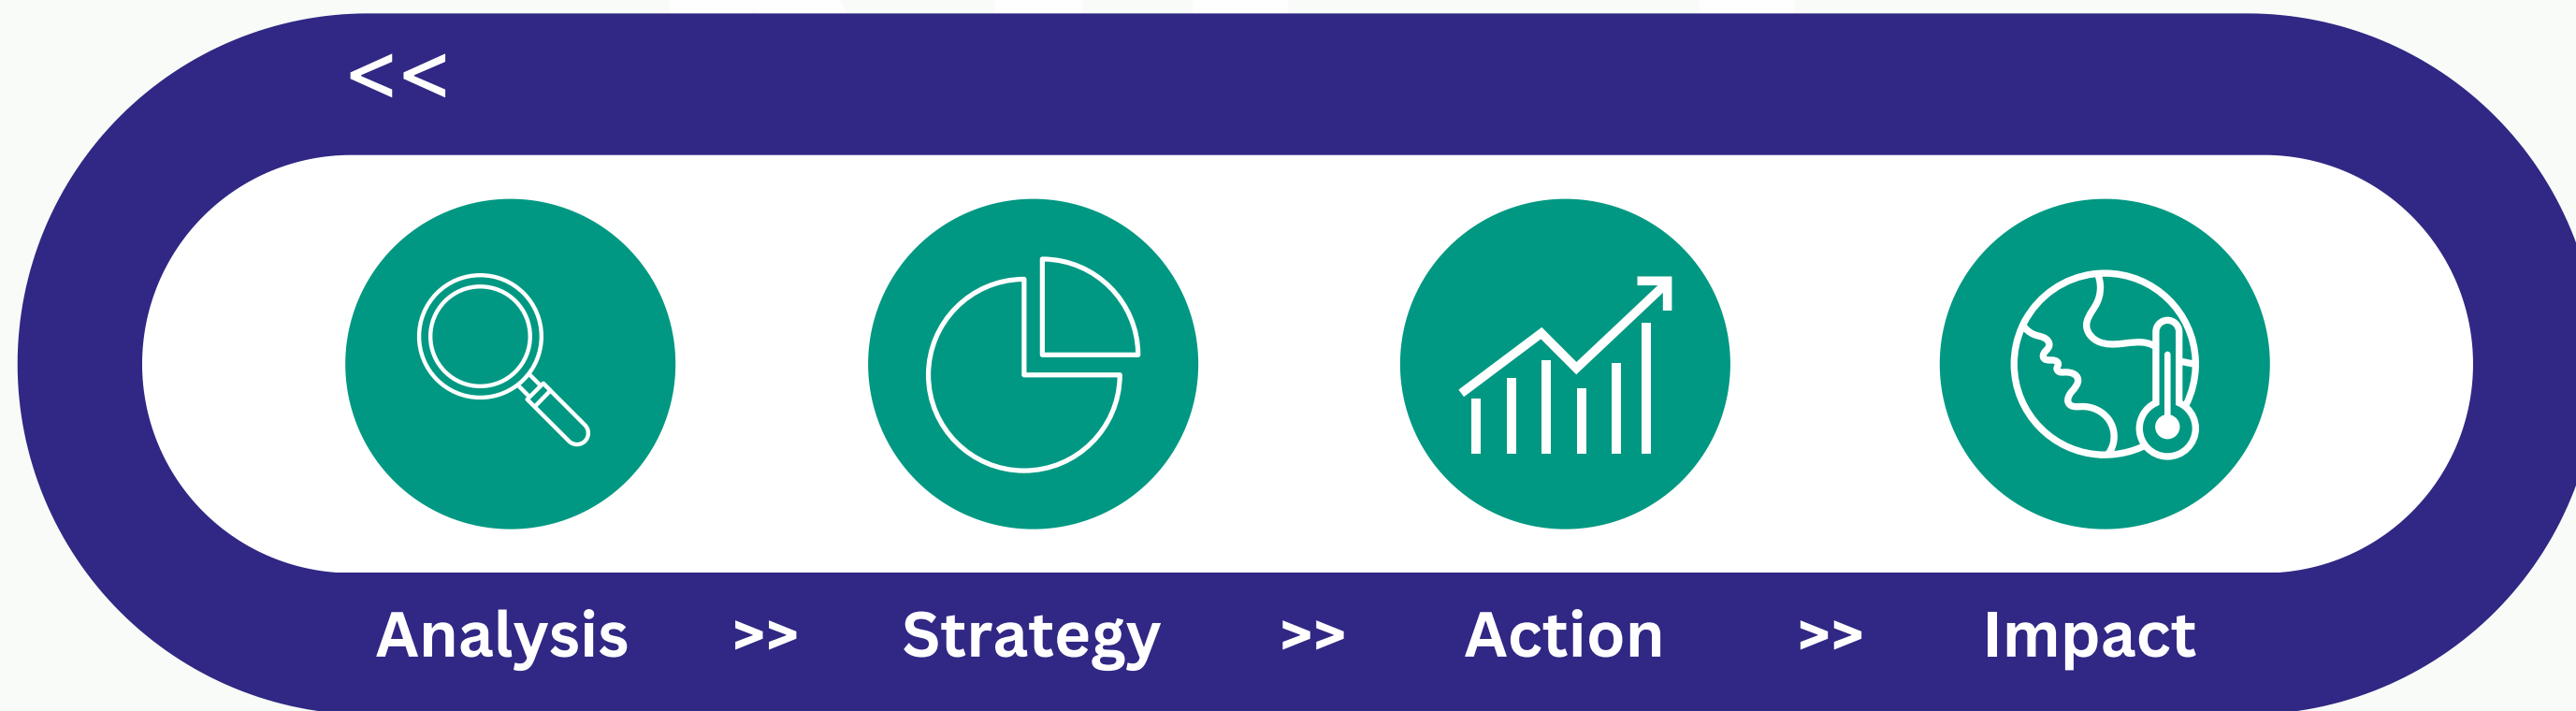 <<
Analysis >> Strategy >> Action >> Impact